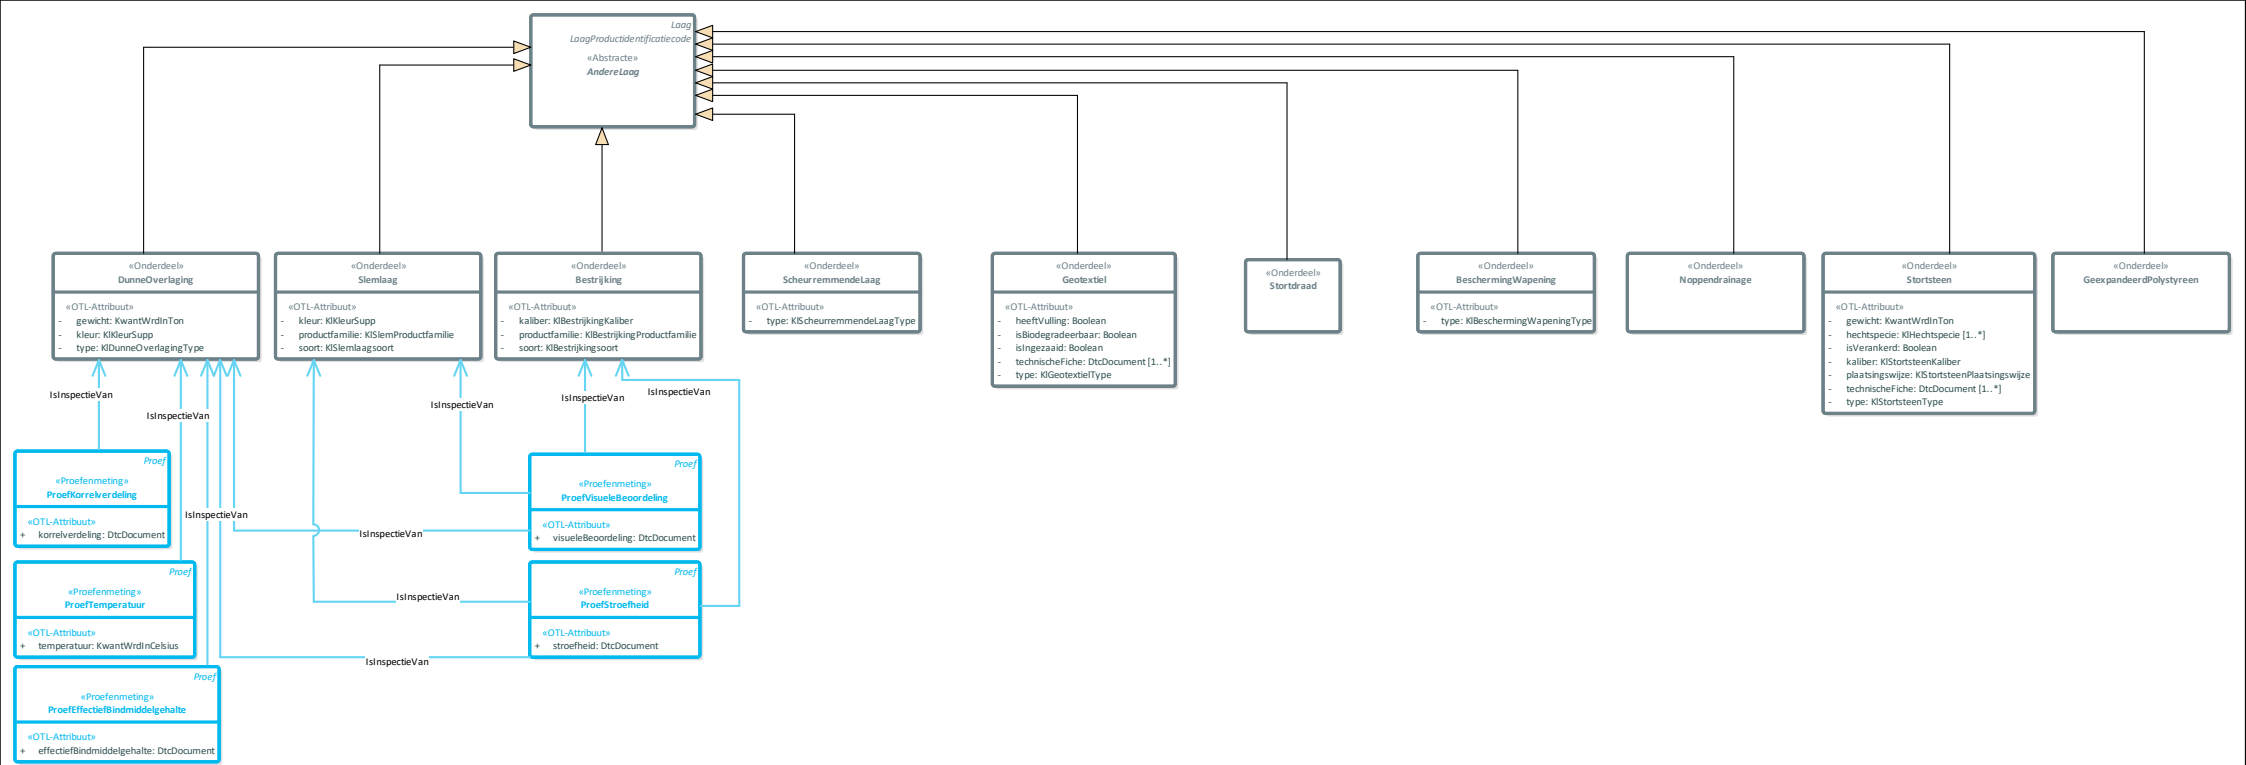 Laag
LaagProductidentificatiecode
«Abstracte»
AndereLaag
«Onderdeel»
DunneOverlaging
«OTL-Attribuut»
- gewicht: KwantWrdInTon
- kleur: KlKleurSupp
- type: KlDunneOverlagingType
«Onderdeel»
Slemlaag
«OTL-Attribuut»
- kleur: KlKleurSupp
- productfamilie: KlSlemProductfamilie
- soort: KlSlemlaagsoort
«Onderdeel»
Bestrijking
«OTL-Attribuut»
- kaliber: KlBestrijkingKaliber
- productfamilie: KlBestrijkingProductfamilie
- soort: KlBestrijkingsoort
«Onderdeel»
ScheurremmendeLaag
«OTL-Attribuut»
- type: KlScheurremmendeLaagType
«Onderdeel»
Geotextiel
«OTL-Attribuut»
- heeftVulling: Boolean
- isBiodegradeerbaar: Boolean
- isIngezaaid: Boolean
- technischeFiche: DtcDocument [1..*]
- type: KlGeotextielType
«Onderdeel»
Stortdraad
«Onderdeel»
BeschermingWapening
«OTL-Attribuut»
- type: KlBeschermingWapeningType
«Onderdeel»
Noppendrainage
«Onderdeel»
Stortsteen
«OTL-Attribuut»
- gewicht: KwantWrdInTon
- hechtspecie: KlHechtspecie [1..*]
- isVerankerd: Boolean
- kaliber: KlStortsteenKaliber
- plaatsingswijze: KlStortsteenPlaatsingswijze
- technischeFiche: DtcDocument [1..*]
- type: KlStortsteenType
«Onderdeel»
GeexpandeerdPolystyreen
IsInspectieVan
IsInspectieVan
IsInspectieVan
IsInspectieVan
IsInspectieVan
IsInspectieVan
IsInspectieVan
IsInspectieVan
IsInspectieVan
Proef
«Proefenmeting»
ProefKorrelverdeling
«OTL-Attribuut»
+ korrelverdeling: DtcDocument
Proef
«Proefenmeting»
ProefVisueleBeoordeling
«OTL-Attribuut»
+ visueleBeoordeling: DtcDocument
Proef
«Proefenmeting»
ProefTemperatuur
«OTL-Attribuut»
+ temperatuur: KwantWrdInCelsius
Proef
«Proefenmeting»
ProefStroefheid
«OTL-Attribuut»
+ stroefheid: DtcDocument
Proef
«Proefenmeting»
ProefEffectiefBindmiddelgehalte
«OTL-Attribuut»
+ effectiefBindmiddelgehalte: DtcDocument